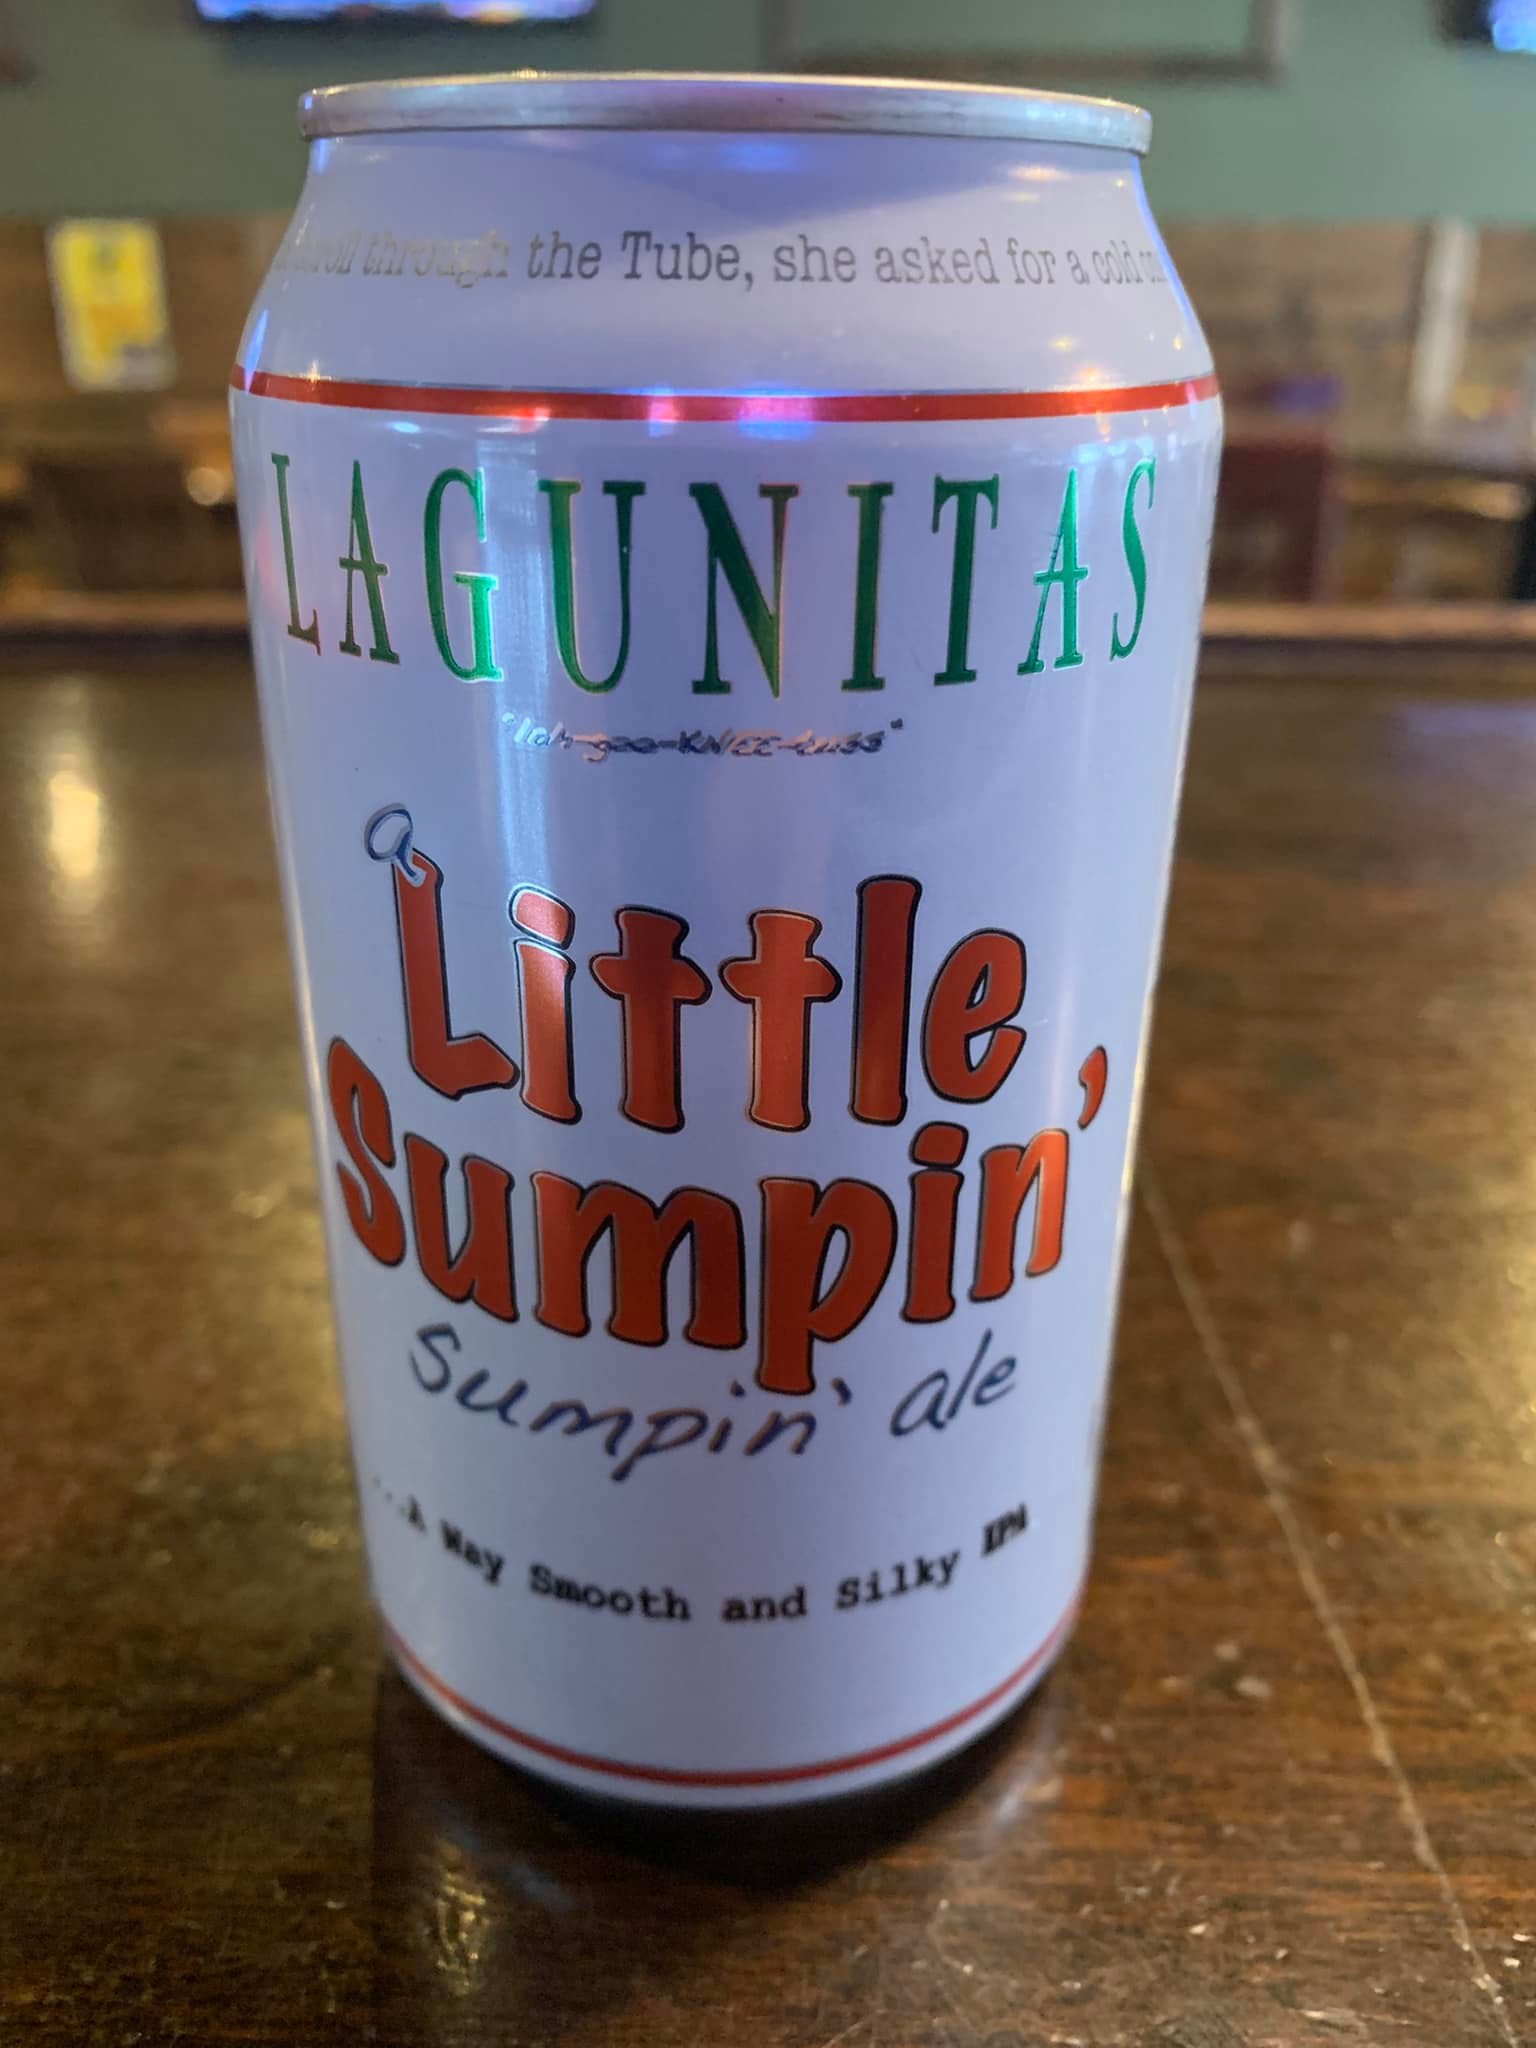 through the Tube, she asked for a cold
LAGUNITAS
"lah-goo-KNEE-tuss"
a Little
Sumpin'
Sumpin' ale
...A Way Smooth and Silky IPA